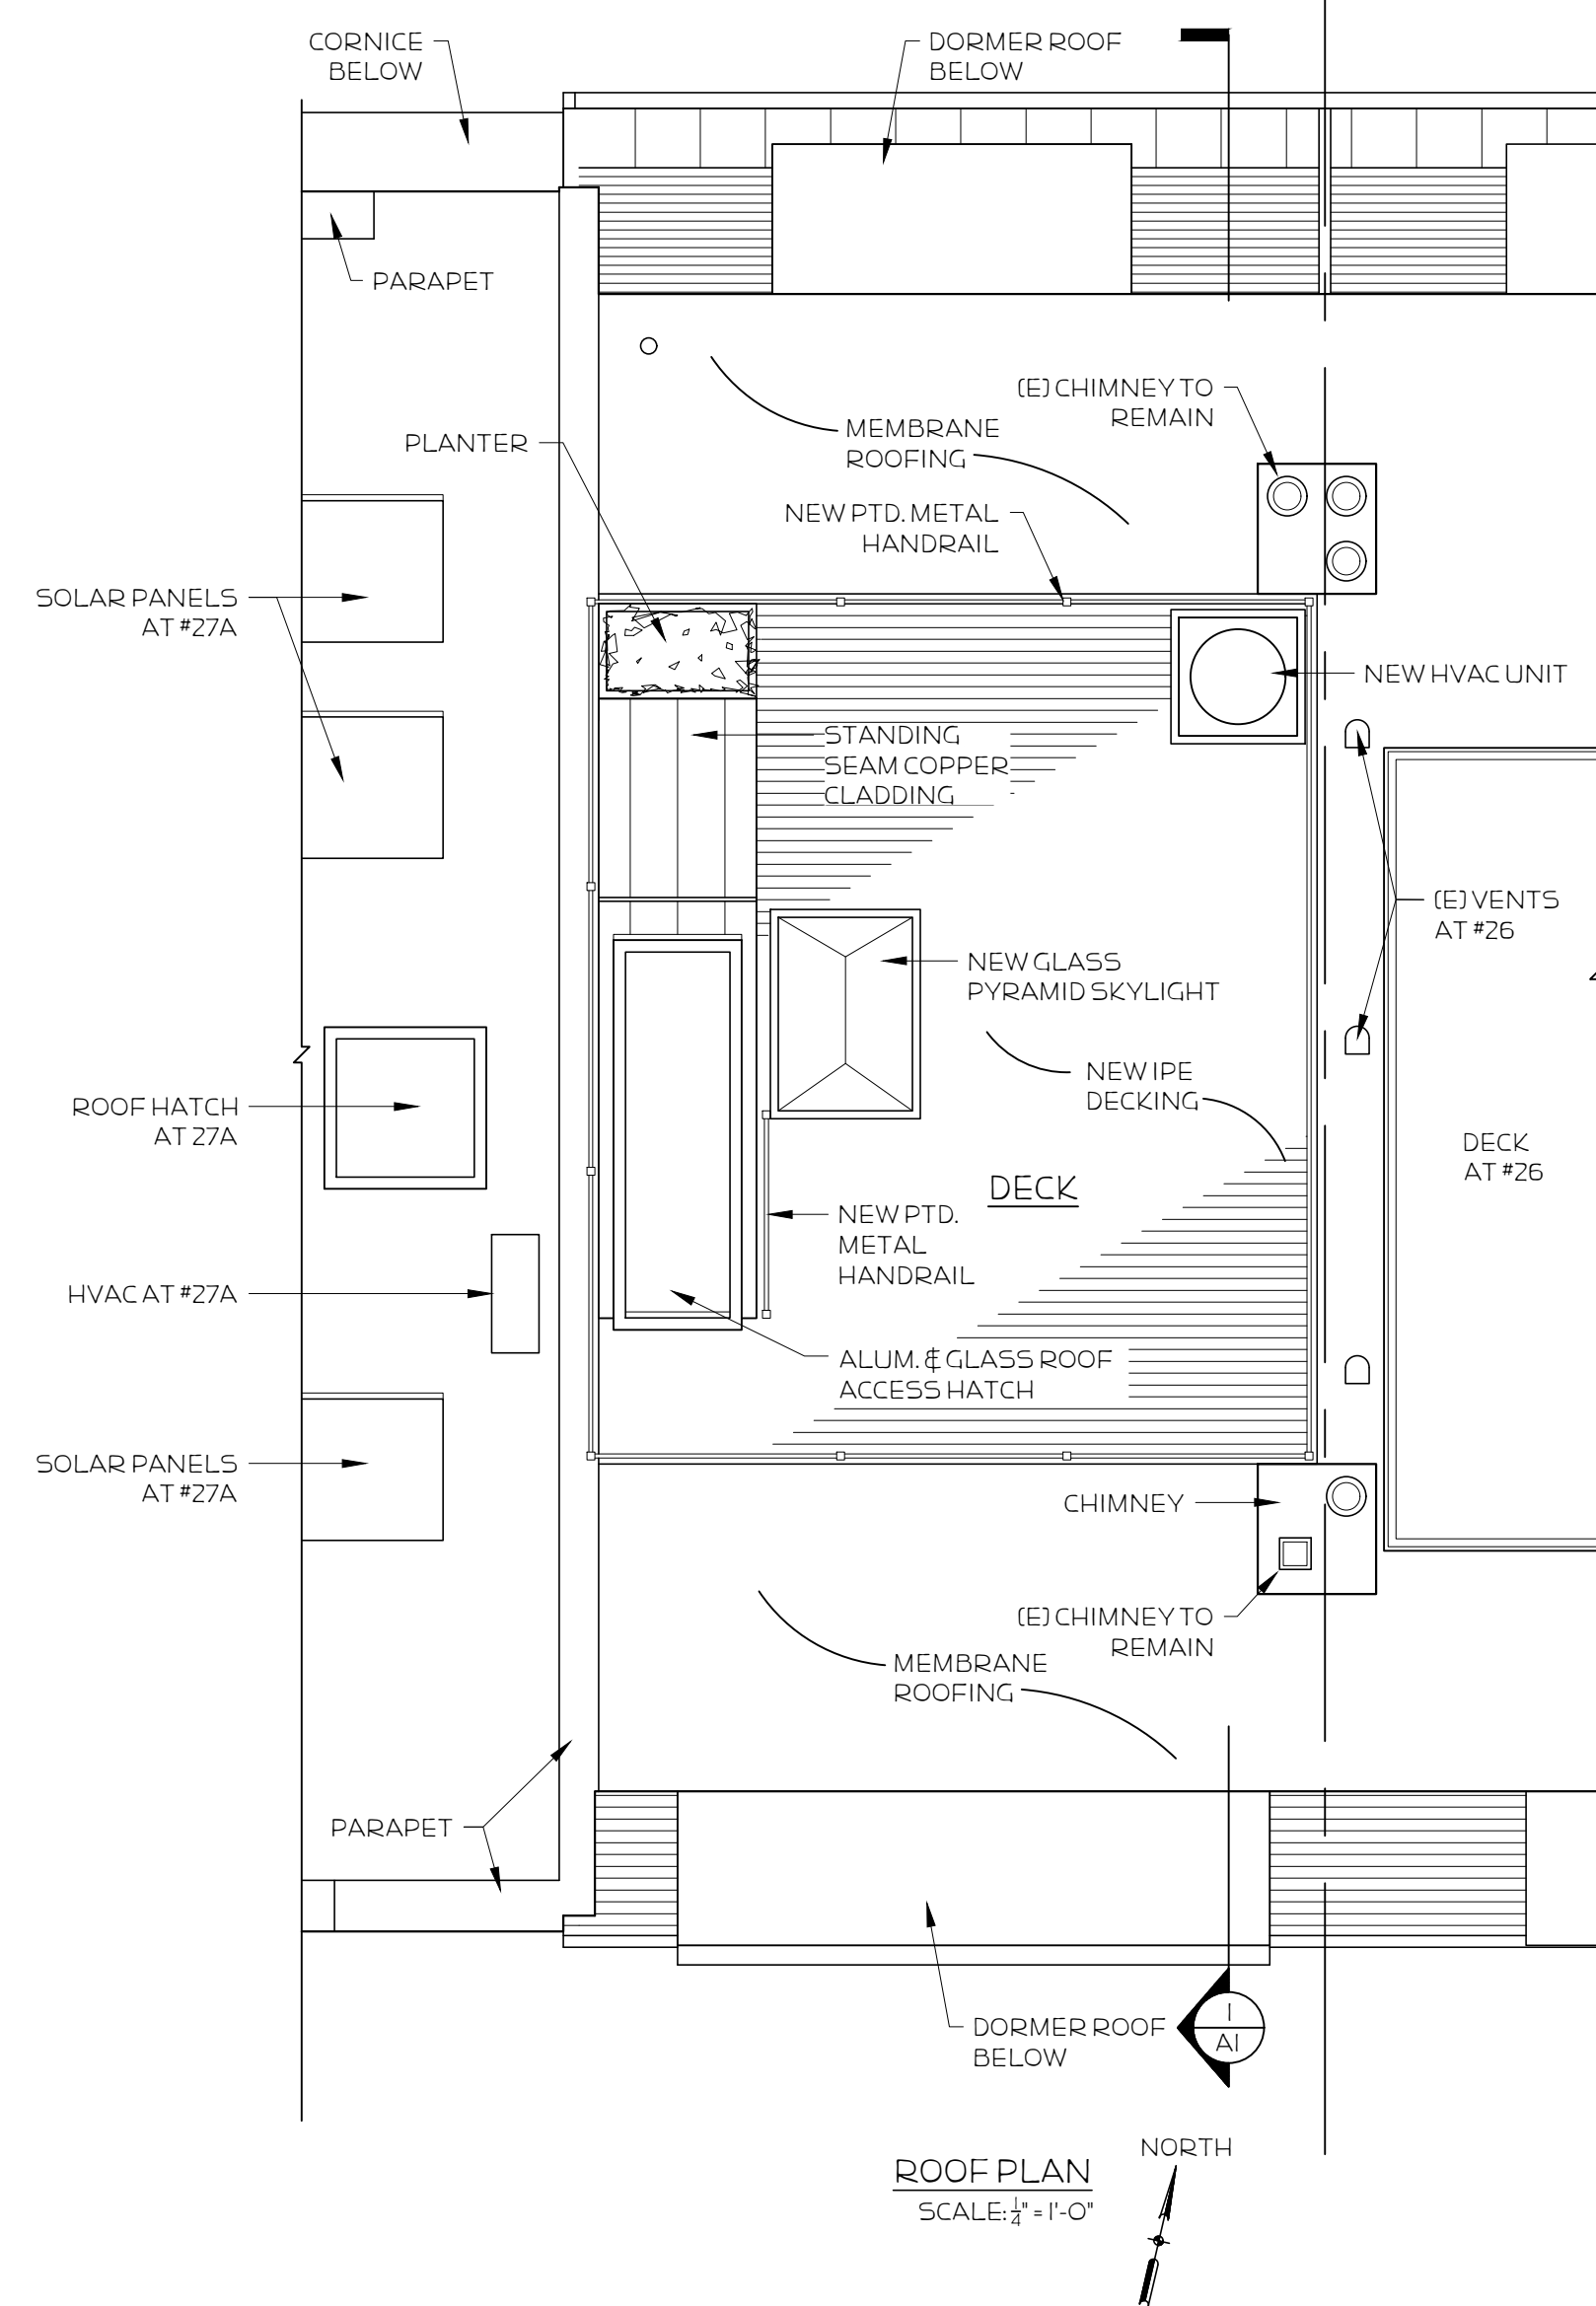 CORNICE
BELOW
DORMER ROOF
BELOW
PARAPET
(E) CHIMNEY TO
REMAIN
MEMBRANE
ROOFING
PLANTER
NEW PTD. METAL
HANDRAIL
SOLAR PANELS
AT #27A
NEW HVAC UNIT
STANDING
SEAM COPPER
CLADDING
(E) VENTS
AT #26
NEW GLASS
PYRAMID SKYLIGHT
NEW IPE
DECKING
ROOF HATCH
AT 27A
DECK
AT #26
DECK
NEW PTD.
METAL
HANDRAIL
HVAC AT #27A
ALUM. & GLASS ROOF
ACCESS HATCH
SOLAR PANELS
AT #27A
CHIMNEY
(E) CHIMNEY TO
REMAIN
MEMBRANE
ROOFING
PARAPET
DORMER ROOF
BELOW
1
A1
NORTH
ROOF PLAN
SCALE: 1/4" = 1'-0"